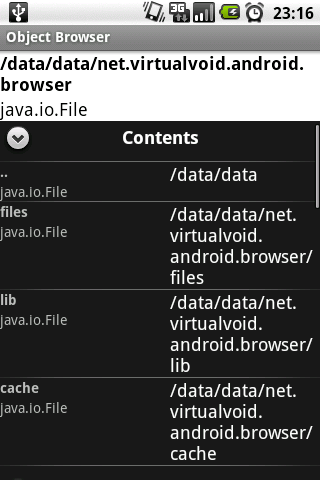 3G
23:16
Object Browser
/data/data/net.virtualvoid.android.
browser
java.io.File
Contents
..
java.io.File
/data/data
files
java.io.File
/data/data/net.
virtualvoid.
android.browser/
files
lib
java.io.File
/data/data/net.
virtualvoid.
android.browser/
lib
cache
java.io.File
/data/data/net.
virtualvoid.
android.browser/
cache